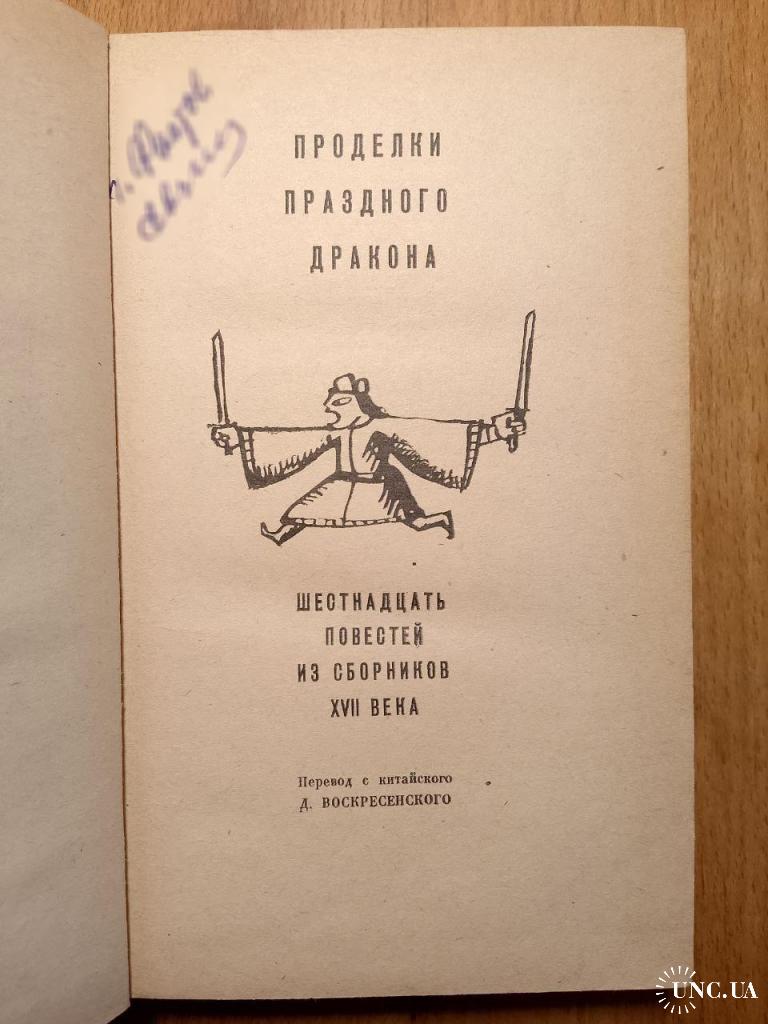 ПРОДЕЛКИ
ПРАЗДНОГО
ДРАКОНА
ШЕСТНАДЦАТЬ
ПОВЕСТЕЙ
ИЗ СБОРНИКОВ
XVII ВЕКА
Перевод с китайского
Д. ВОСКРЕСЕНСКОГО
UNC.UA